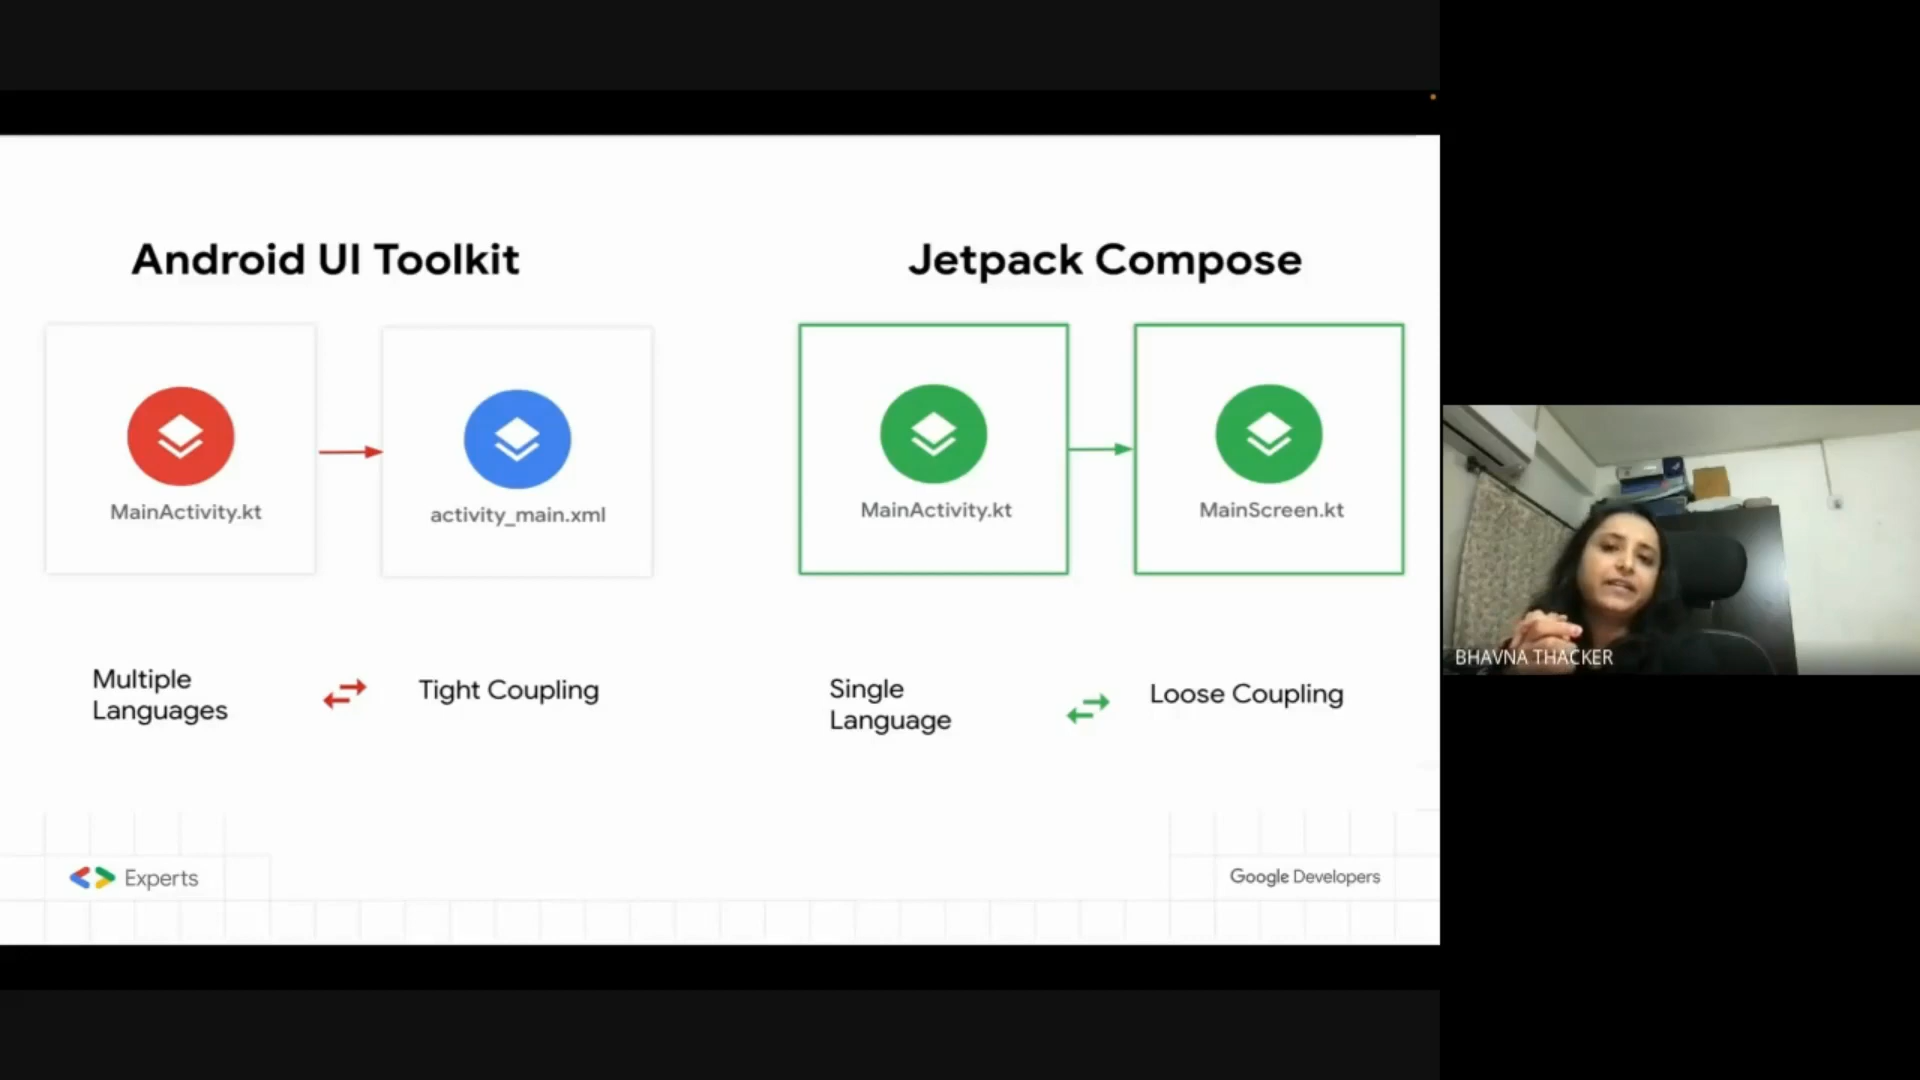 Android UI Toolkit
Jetpack Compose
MainActivity.kt
activity_main.xml
MainActivity.kt
MainScreen.kt
Multiple
Languages
Tight Coupling
Single
Language
Loose Coupling
Experts
Google Developers
BHAVNA THACKER